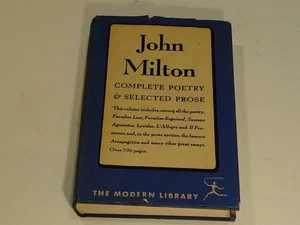 John
Milton
COMPLETE POETRY
& SELECTED PROSE
This volume includes, among all the poetry,
Paradise Lost, Paradise Regained, Samson
Agonistes, Lycidas, L'Allegro and Il Pen-
seroso, and, in the prose section, the famous
Areopagitica and many other great essays.
Over 700 pages.
THE MODERN LIBRARY